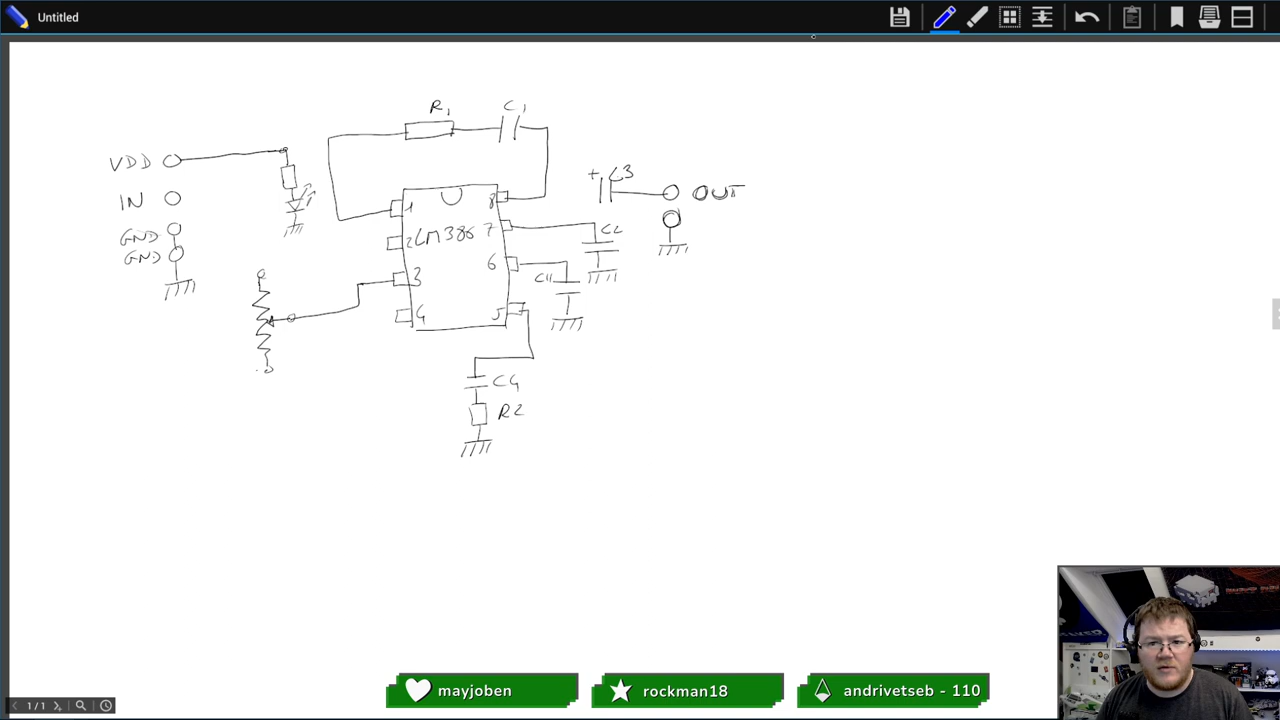 Untitled
R1
C1
VDD
IN
GND
GND
+ C3
OUT
1
8
2
LM386
7
C2
3
6
C11
4
5
C4
R2
1/1
mayjoben
rockman18
andrivetseb - 110